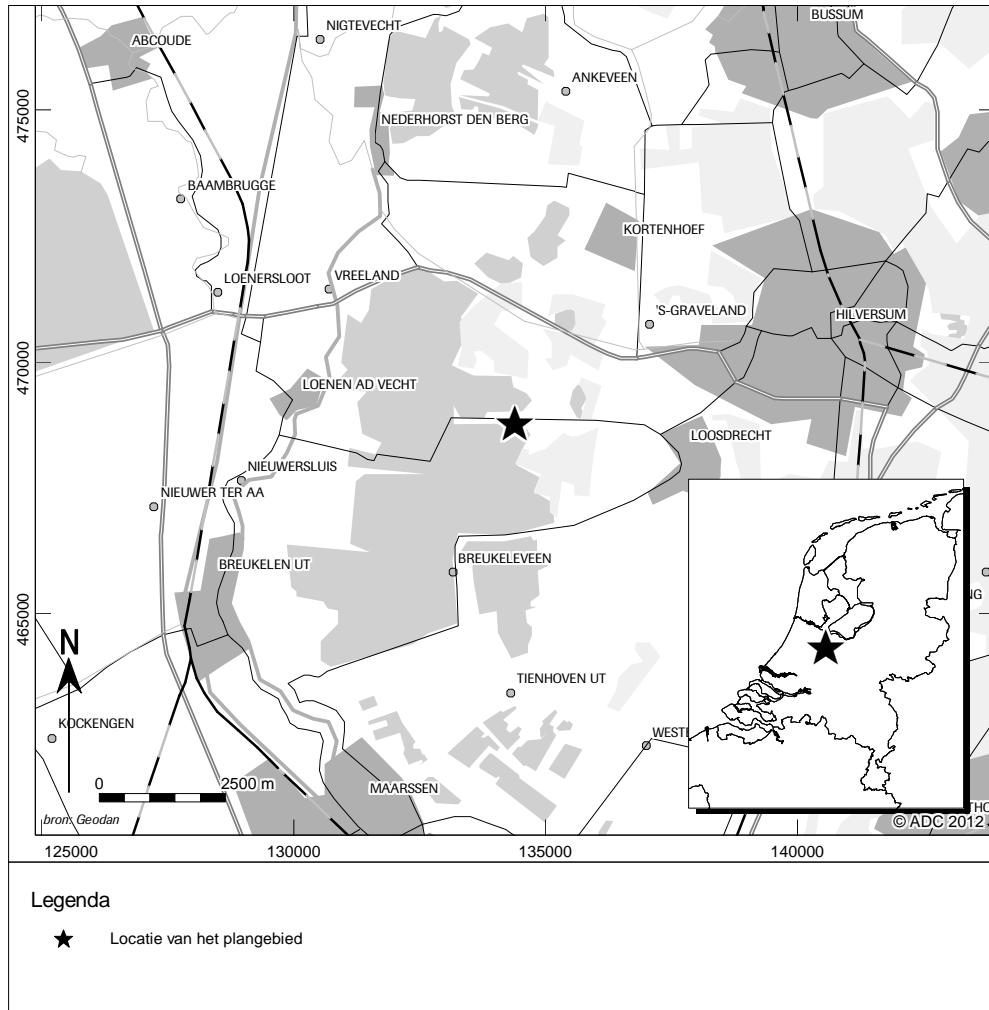 BUSSUM
NIGTEVECHT
ABCOUDE
ANKEVEEN
475000
NEDERHORST DEN BERG
BAAMBRUGGE
KORTENHOEF
LOENERSLOOT
VREELAND
'S-GRAVELAND
HILVERSUM
470000
LOENEN AD VECHT
LOOSDRECHT
NIEUWERSLUIS
NIEUWER TER AA
BREUKELEVEEN
BREUKELEN UT
465000
N
TIENHOVEN UT
KOCKENGEN
WESTL
0 2500 m
MAARSSEN
bron: Geodan
© ADC 2012
125000 130000 135000 140000
Legenda
Locatie van het plangebied